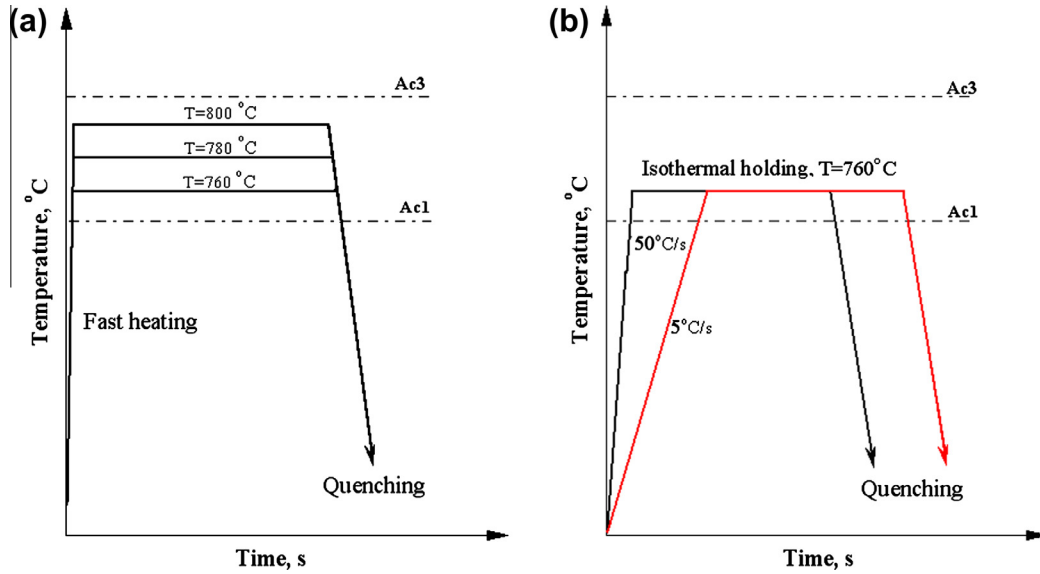 (a)
Temperature, °C
Ac3
T=800 °C
T=780 °C
T=760 °C
Ac1
Fast heating
Quenching
Time, s
(b)
Temperature, °C
Ac3
Isothermal holding, T=760°C
Ac1
50°C/s
5°C/s
Quenching
Time, s